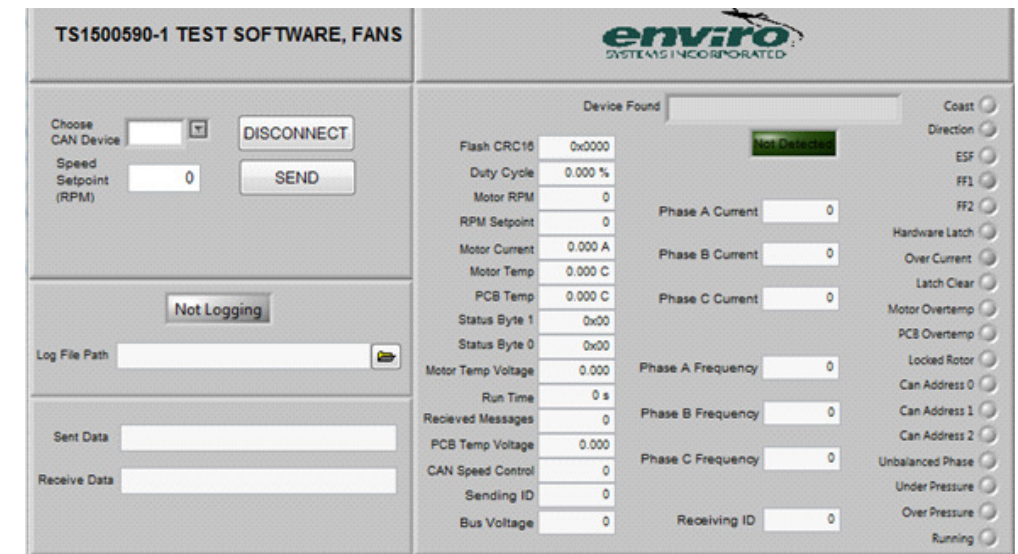 TS1500590-1 TEST SOFTWARE, FANS
enviro
SYSTEMS INCORPORATED
Choose
CAN Device
DISCONNECT
Speed
Setpoint
(RPM)
0
SEND
Not Logging
Log File Path
Sent Data
Receive Data
Device Found
Not Detected
Flash CRC16 0x0000
Duty Cycle 0.000 %
Motor RPM 0
RPM Setpoint 0
Motor Current 0.000 A
Motor Temp 0.000 C
PCB Temp 0.000 C
Status Byte 1 0x00
Status Byte 0 0x00
Motor Temp Voltage 0.000
Run Time 0 s
Recieved Messages 0
PCB Temp Voltage 0.000
CAN Speed Control 0
Sending ID 0
Bus Voltage 0
Phase A Current 0
Phase B Current 0
Phase C Current 0
Phase A Frequency 0
Phase B Frequency 0
Phase C Frequency 0
Receiving ID 0
Coast
Direction
ESF
FF1
FF2
Hardware Latch
Over Current
Latch Clear
Motor Overtemp
PCB Overtemp
Locked Rotor
Can Address 0
Can Address 1
Can Address 2
Unbalanced Phase
Under Pressure
Over Pressure
Running